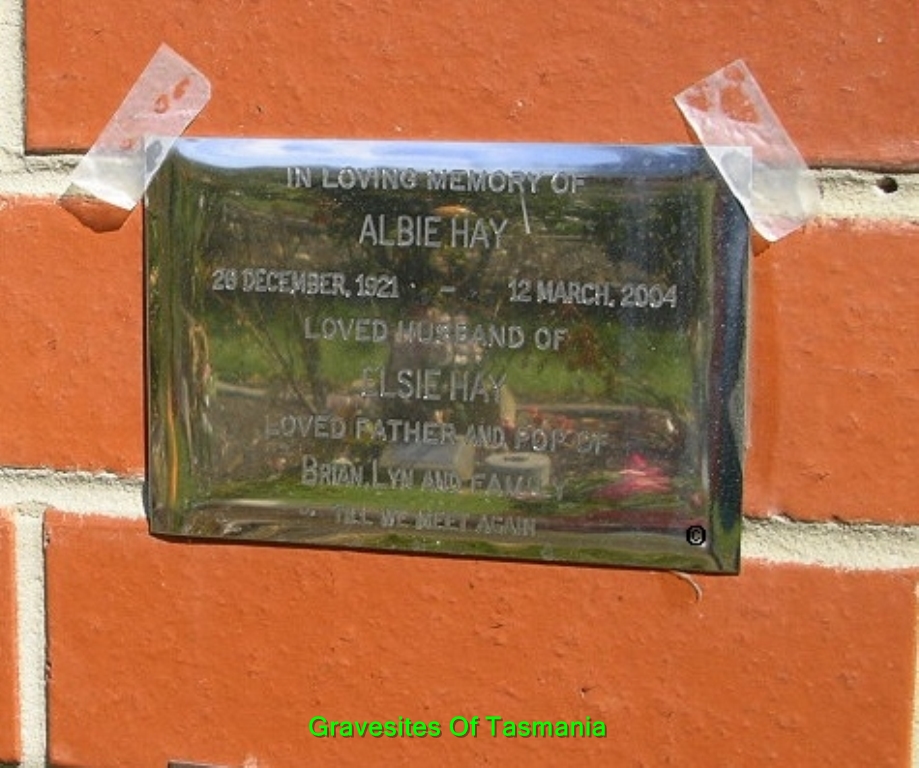 IN LOVING MEMORY OF
ALBIE HAY
26 DECEMBER, 1921 - 12 MARCH, 2004
LOVED HUSBAND OF
ELSIE HAY
LOVED FATHER AND POP OF
BRIAN, LYN AND FAMILY
TILL WE MEET AGAIN
©
Gravesites Of Tasmania